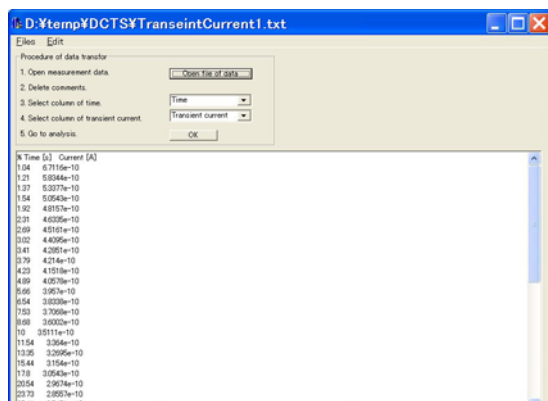 D:¥temp¥DCTS¥TranseintCurrent1.txt
Files Edit
Procedure of data transfor
1. Open measurement data. Open file of data
2. Delete comments.
3. Select column of time. Time
4. Select column of transient current. Transient current
5. Go to analysis. OK
% Time [s] Current [A]
1.04 6.7116e-10
1.21 5.8344e-10
1.37 5.3377e-10
1.54 5.0543e-10
1.92 4.8157e-10
2.31 4.6335e-10
2.69 4.5161e-10
3.02 4.4095e-10
3.41 4.2851e-10
3.79 4.214e-10
4.23 4.1518e-10
4.89 4.0578e-10
5.66 3.957e-10
6.54 3.8338e-10
7.53 3.7068e-10
8.68 3.6002e-10
10 3.5111e-10
11.54 3.364e-10
13.35 3.2695e-10
15.44 3.154e-10
17.8 3.0543e-10
20.54 2.9674e-10
23.73 2.8557e-10